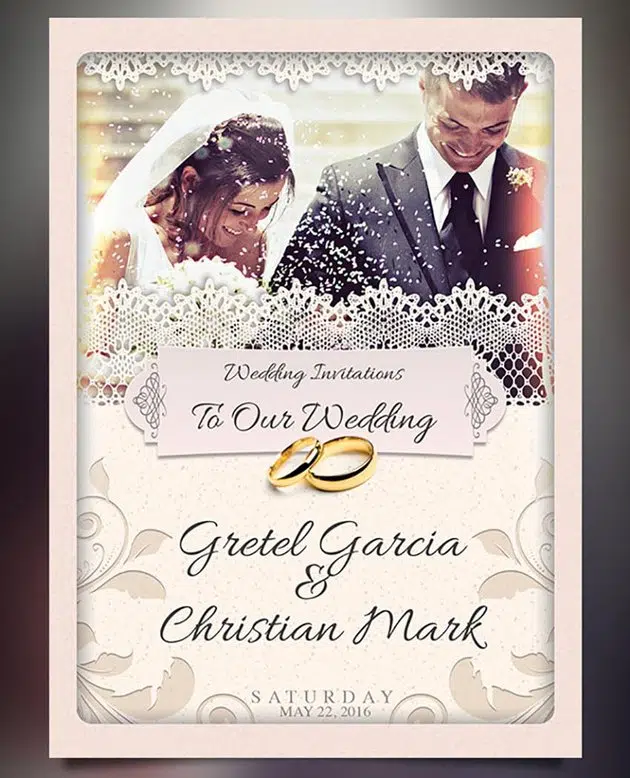 Wedding Invitations
To Our Wedding
Gretel Garcia
&
Christian Mark
SATURDAY
MAY 22, 2016